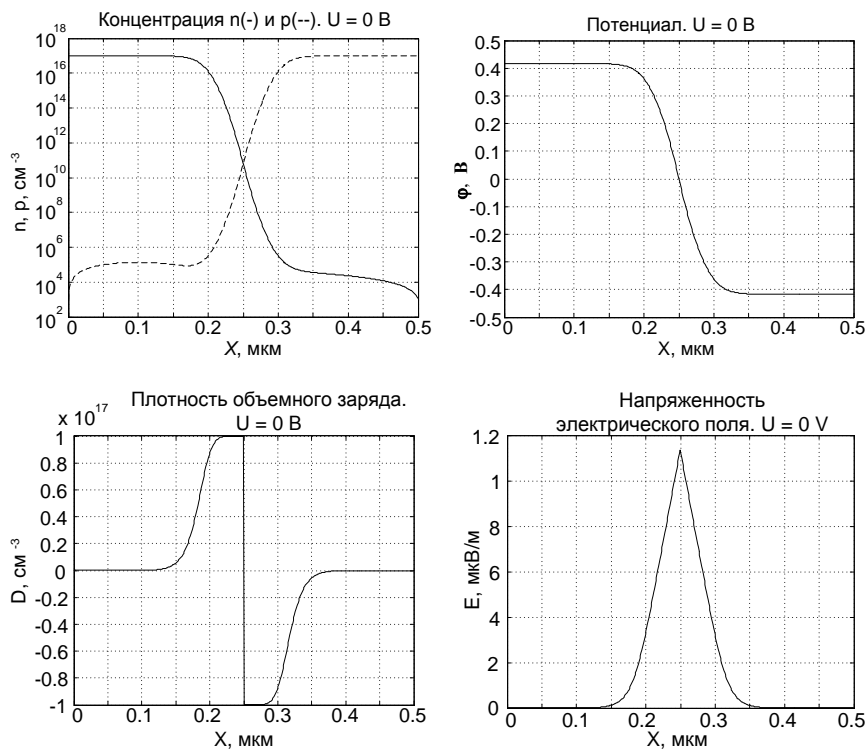 Концентрация n(-) и p(--). U = 0 В
10^18
10^16
10^14
10^12
10^10
10^8
10^6
10^4
10^2
n, p, см^-3
0 0.1 0.2 0.3 0.4 0.5
X, мкм
Потенциал. U = 0 В
0.5
0.4
0.3
0.2
0.1
0
-0.1
-0.2
-0.3
-0.4
-0.5
φ, В
0 0.1 0.2 0.3 0.4 0.5
X, мкм
Плотность объемного заряда.
U = 0 В
x 10^17
1
0.8
0.6
0.4
0.2
0
-0.2
-0.4
-0.6
-0.8
-1
D, см^-3
0 0.1 0.2 0.3 0.4 0.5
X, мкм
Напряженность
электрического поля. U = 0 V
1.2
1
8
6
4
2
0
E, мкВ/м
0 0.1 0.2 0.3 0.4 0.5
X, мкм